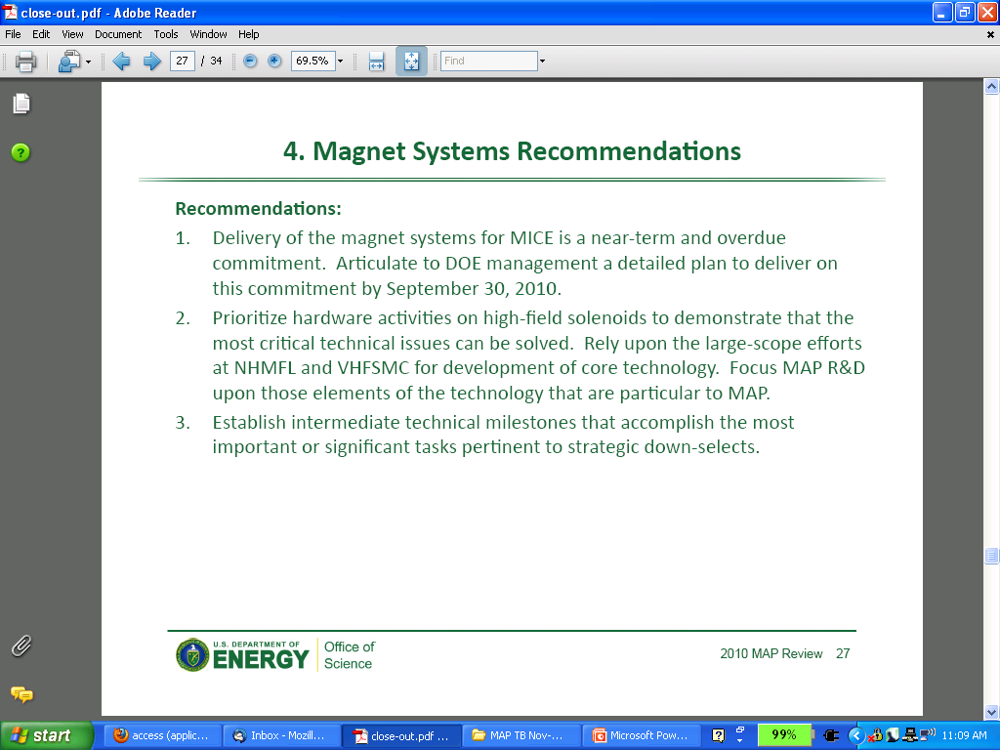 close-out.pdf - Adobe Reader
File Edit View Document Tools Window Help
27 / 34 69.5% Find
4. Magnet Systems Recommendations
Recommendations:
1. Delivery of the magnet systems for MICE is a near-term and overdue
commitment. Articulate to DOE management a detailed plan to deliver on
this commitment by September 30, 2010.
2. Prioritize hardware activities on high-field solenoids to demonstrate that the
most critical technical issues can be solved. Rely upon the large-scope efforts
at NHMFL and VHFSMC for development of core technology. Focus MAP R&D
upon those elements of the technology that are particular to MAP.
3. Establish intermediate technical milestones that accomplish the most
important or significant tasks pertinent to strategic down-selects.
U.S. DEPARTMENT OF
ENERGY
Office of
Science
2010 MAP Review 27
start access (applic... Inbox - Mozill... close-out.pdf ... MAP TB Nov-... Microsoft Pow... 99% 11:09 AM